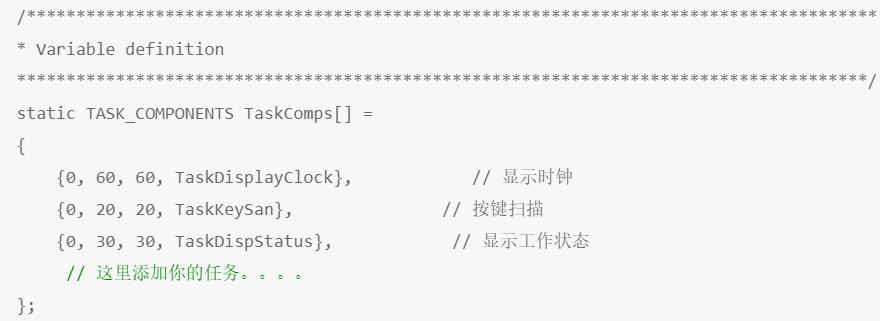 /**************************************************************************************
* Variable definition
**************************************************************************************/
static TASK_COMPONENTS TaskComps[] =
{
    {0, 60, 60, TaskDisplayClock},            // 显示时钟
    {0, 20, 20, TaskKeySan},               // 按键扫描
    {0, 30, 30, TaskDispStatus},            // 显示工作状态
     // 这里添加你的任务。。。。
};